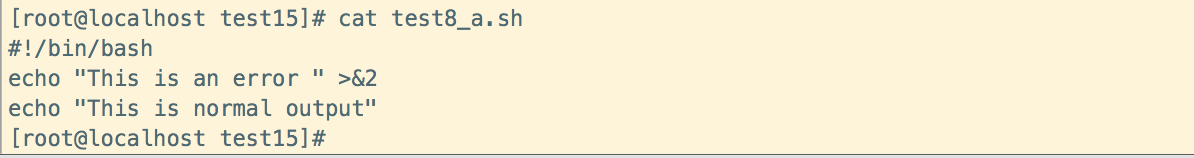 [root@localhost test15]# cat test8_a.sh
#!/bin/bash
echo "This is an error " >&2
echo "This is normal output"
[root@localhost test15]#